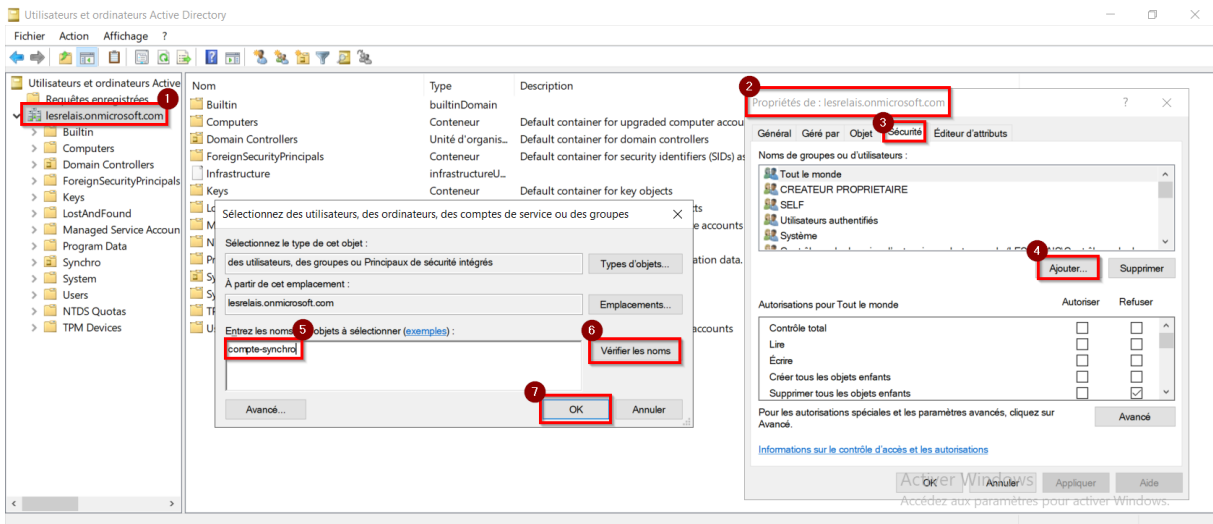 Utilisateurs et ordinateurs Active Directory
Fichier Action Affichage ?
Utilisateurs et ordinateurs Active
Requêtes enregistrées
1
lesrelais.onmicrosoft.com
Builtin
Computers
Domain Controllers
ForeignSecurityPrincipals
Keys
LostAndFound
Managed Service Accoun
Program Data
Synchro
System
Users
NTDS Quotas
TPM Devices
Nom Type Description
Builtin builtinDomain
Computers Conteneur Default container for upgraded computer accou
Domain Controllers Unité d'organis... Default container for domain controllers
ForeignSecurityPrincipals Conteneur Default container for security identifiers (SIDs) as
Infrastructure infrastructureU...
Keys Conteneur Default container for key objects
Sélectionnez des utilisateurs, des ordinateurs, des comptes de service ou des groupes
Sélectionnez le type de cet objet :
des utilisateurs, des groupes ou Principaux de sécurité intégrés
Types d'objets...
À partir de cet emplacement :
lesrelais.onmicrosoft.com
Emplacements...
Entrez les noms objets à sélectionner (exemples) :
5
6
compte-synchro
Vérifier les noms
7
Avancé...
OK
Annuler
e accounts
ation data.
accounts
2
Propriétés de : lesrelais.onmicrosoft.com
?
3
Général Géré par Objet Sécurité Éditeur d'attributs
Noms de groupes ou d'utilisateurs :
Tout le monde
CREATEUR PROPRIETAIRE
SELF
Utilisateurs authentifiés
Système
4
Ajouter... Supprimer
Autorisations pour Tout le monde Autoriser Refuser
Contrôle total
Lire
Écrire
Créer tous les objets enfants
Supprimer tous les objets enfants
Pour les autorisations spéciales et les paramètres avancés, cliquez sur
Avancé.
Avancé
Informations sur le contrôle d'accès et les autorisations
OK Annuler Appliquer Aide
Activer Windows
Accédez aux paramètres pour activer Windows.